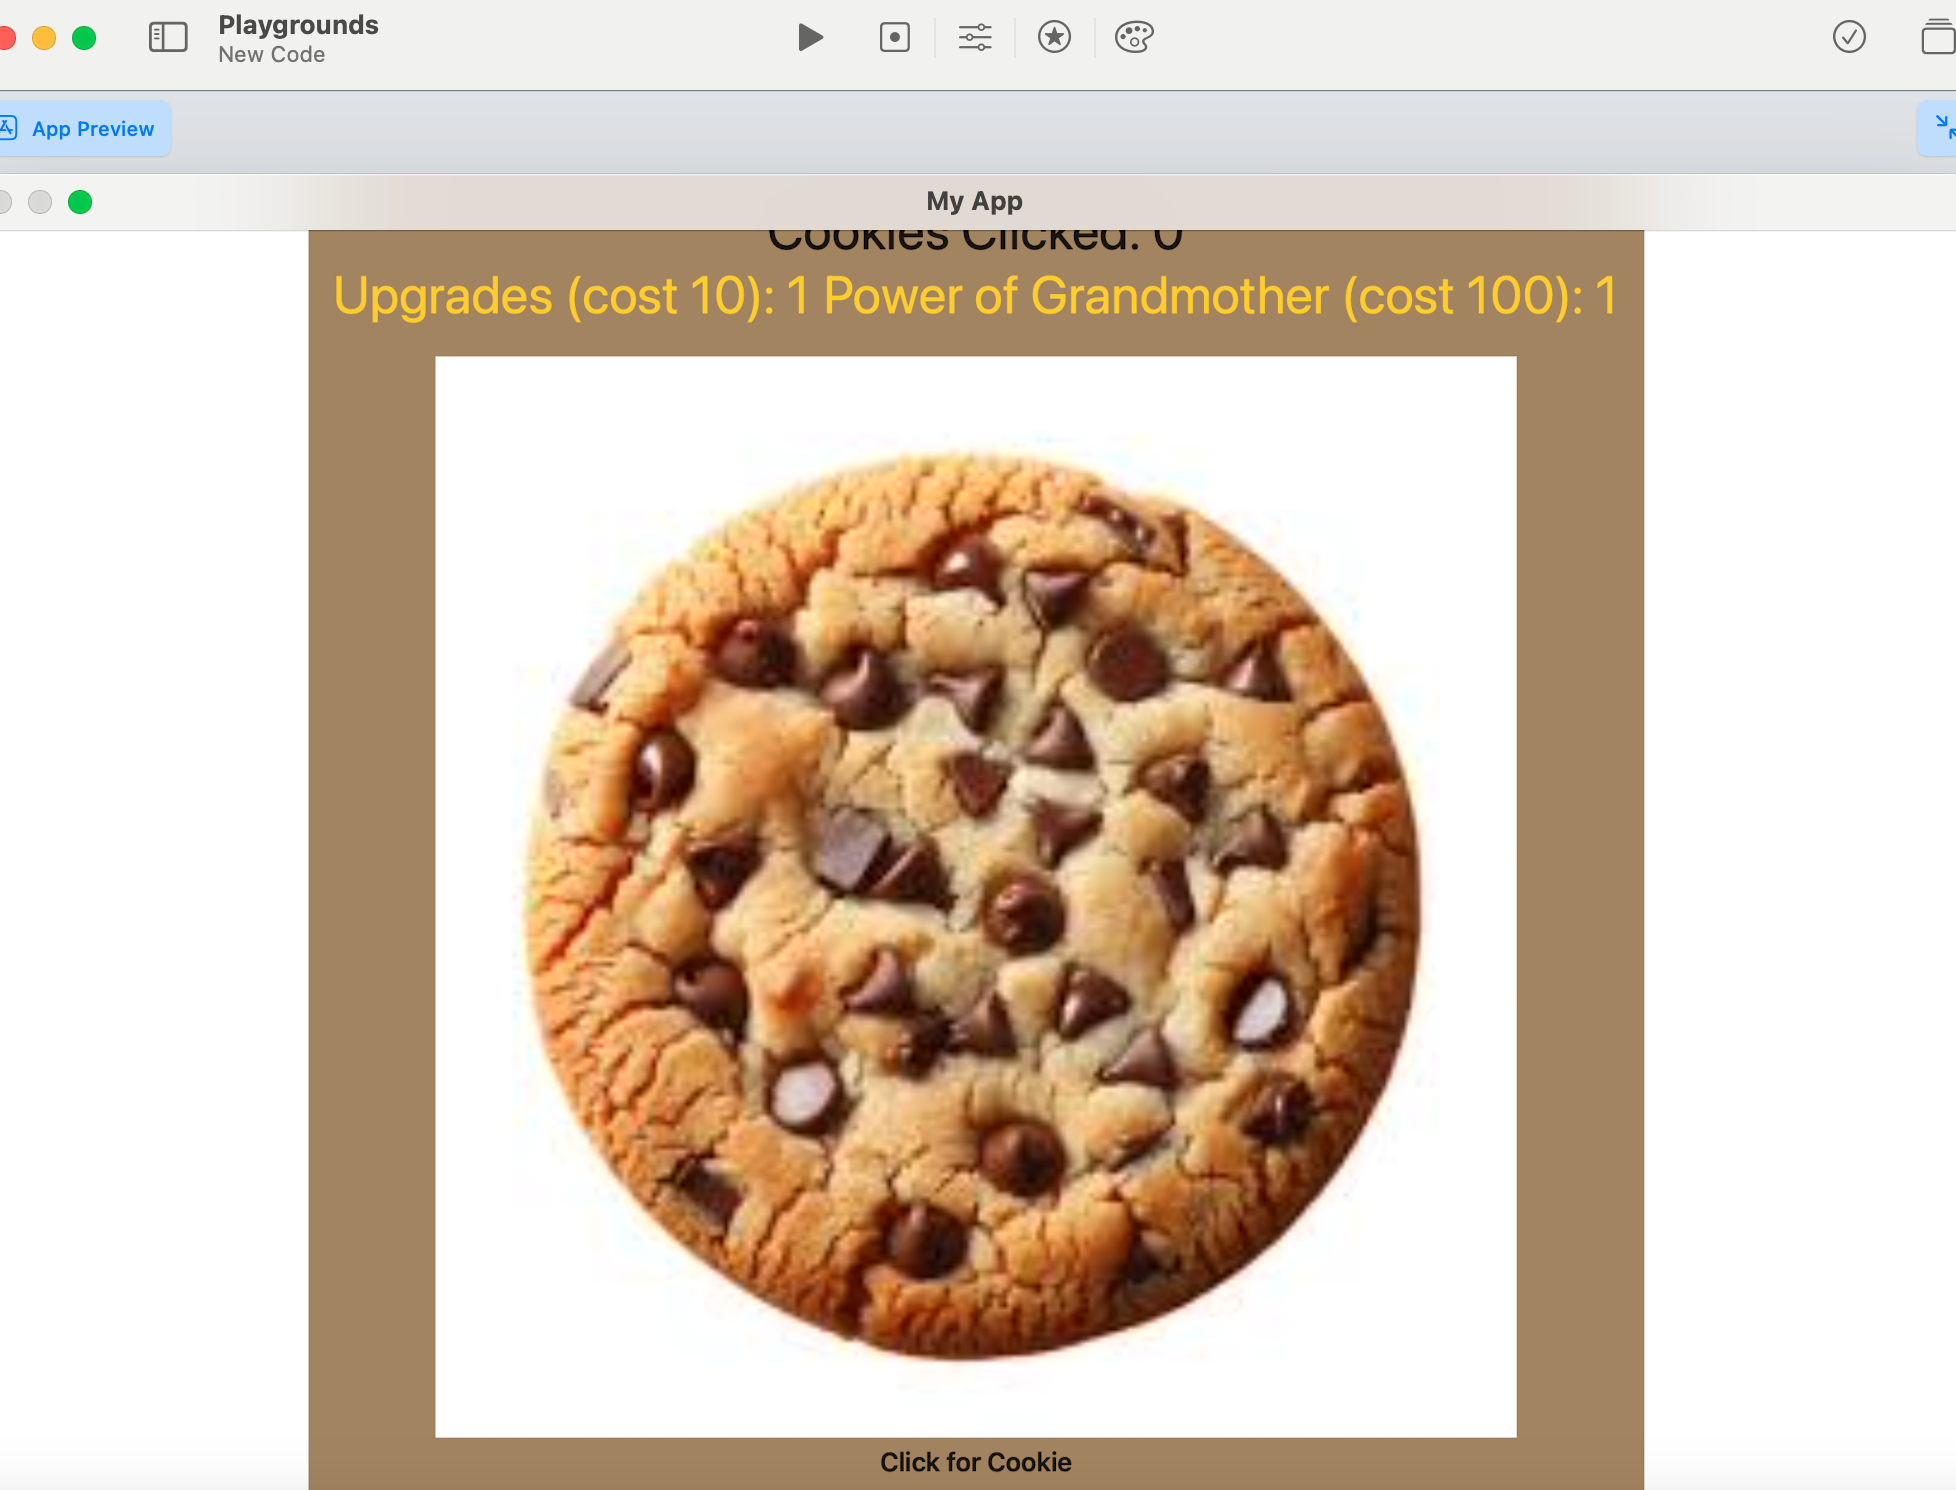 Playgrounds
New Code
App Preview
My App
Cookies Clicked: 0
Upgrades (cost 10): 1 Power of Grandmother (cost 100): 1
Click for Cookie